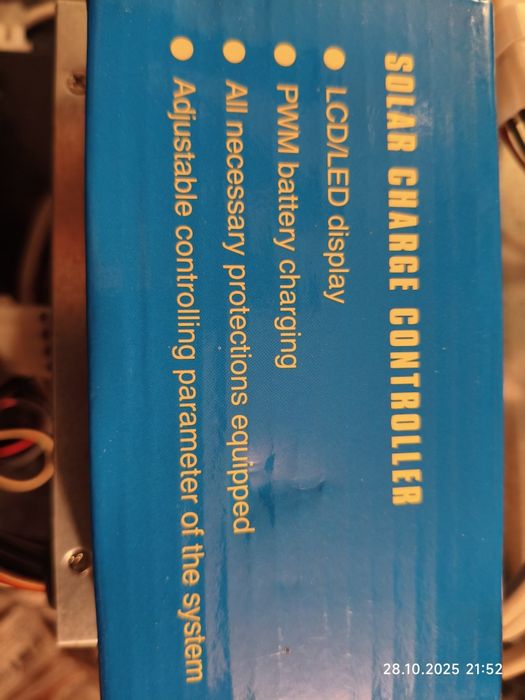 SOLAR CHARGE CONTROLLER
● LCD/LED display
● PWM battery charging
● All necessary protections equipped
● Adjustable controlling parameter of the system
28.10.2025 21:52